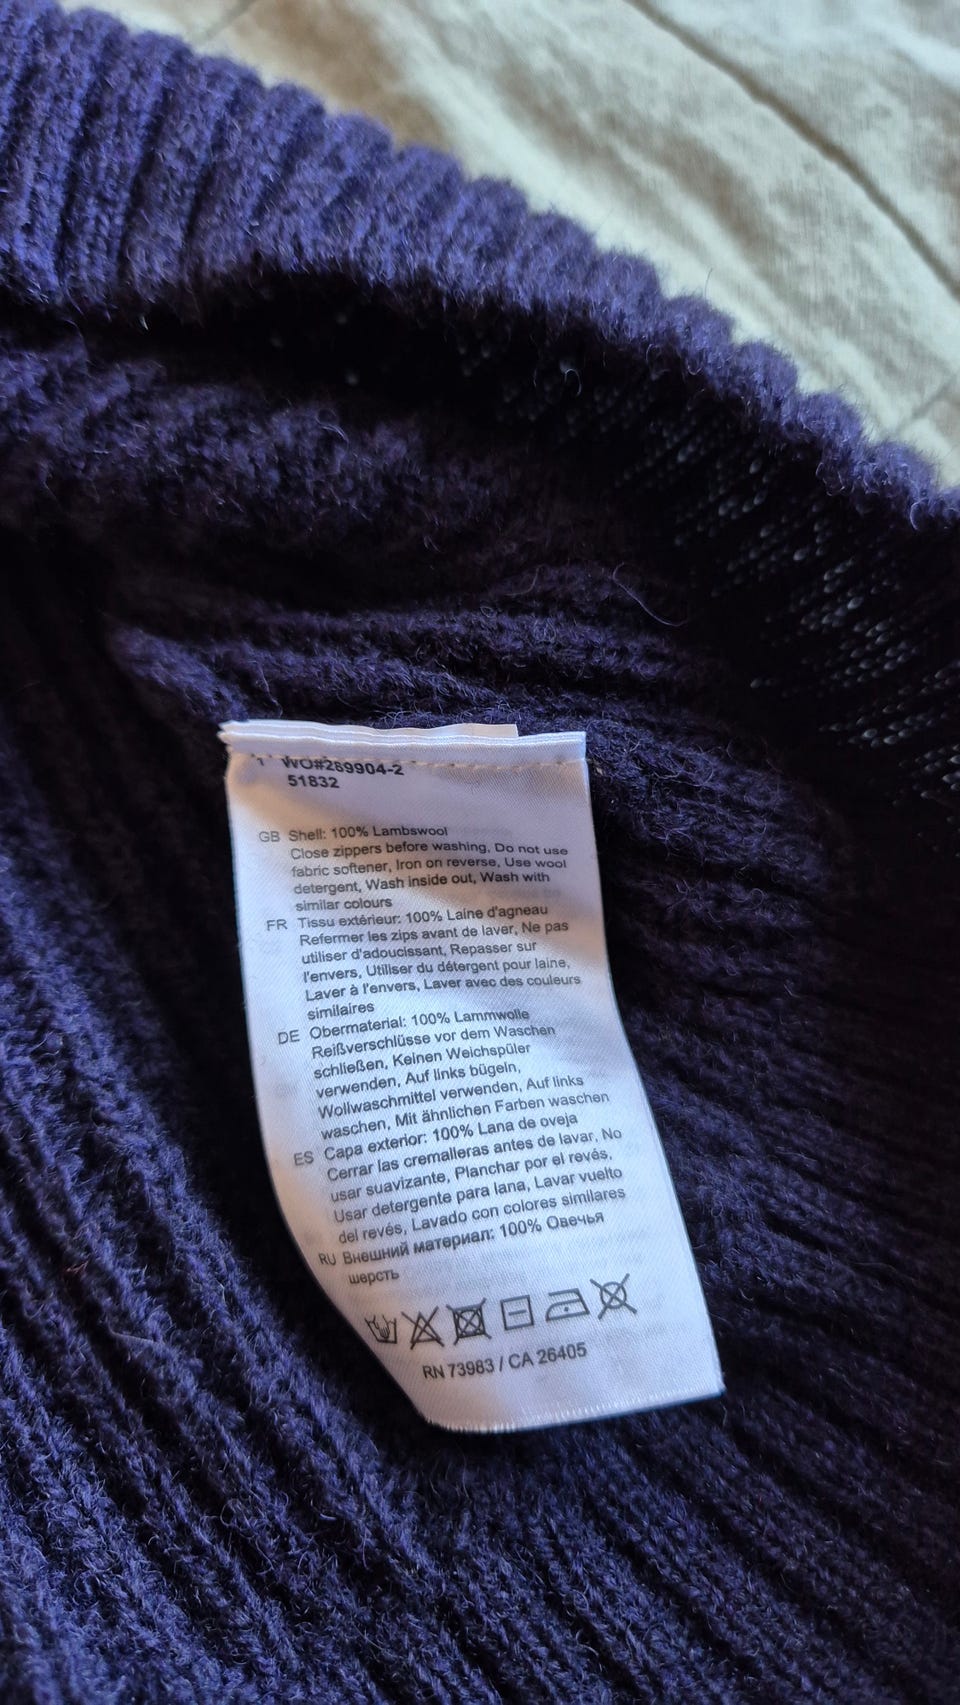 WO#289904-2
51832
GB Shell: 100% Lambswool
Close zippers before washing, Do not use
fabric softener, Iron on reverse, Use wool
detergent, Wash inside out, Wash with
similar colours
FR Tissu extérieur: 100% Laine d'agneau
Refermer les zips avant de laver, Ne pas
utiliser d'adoucissant, Repasser sur
l'envers, Utiliser du détergent pour laine,
Laver à l'envers, Laver avec des couleurs
similaires
DE Obermaterial: 100% Lammwolle
Reißverschlüsse vor dem Waschen
schließen, Keinen Weichspüler
verwenden, Auf links bügeln,
Wollwaschmittel verwenden, Auf links
waschen, Mit ähnlichen Farben waschen
ES Capa exterior: 100% Lana de oveja
Cerrar las cremalleras antes de lavar, No
usar suavizante, Planchar por el revés,
Usar detergente para lana, Lavar vuelto
del revés, Lavado con colores similares
RU Внешний материал: 100% Овечья
шерсть
RN 73983 / CA 26405